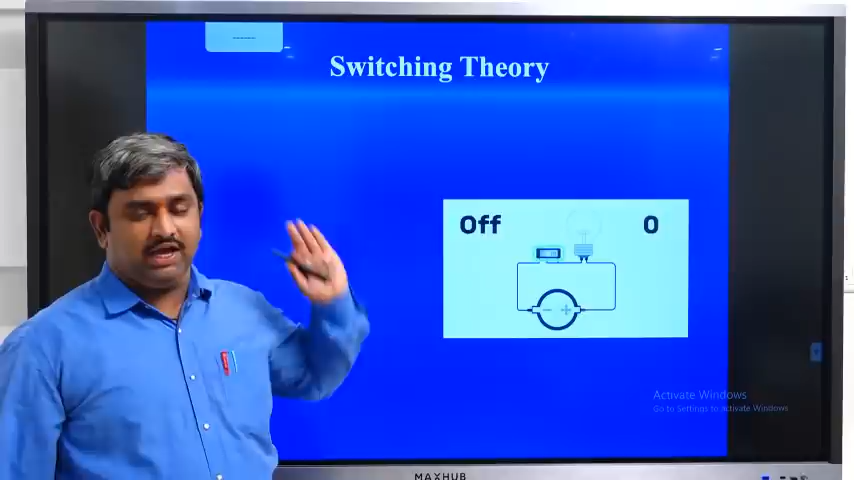 Switching Theory
Off
0
Activate Windows
Go to Settings to activate Windows
MAXHUB